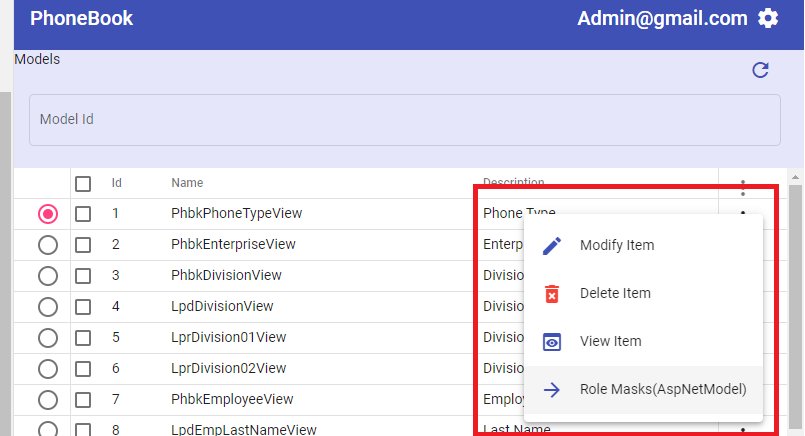 PhoneBook Admin@gmail.com
Models
Model Id
Id Name Description
1 PhbkPhoneTypeView Phone Type
2 PhbkEnterpriseView Enterp
3 PhbkDivisionView Divisio
4 LpdDivisionView Divisio
5 LprDivision01View Divisio
6 LprDivision02View Divisio
7 PhbkEmployeeView Employ
8 LpdEmpLastNameView Last Name
Modify Item
Delete Item
View Item
Role Masks(AspNetModel)